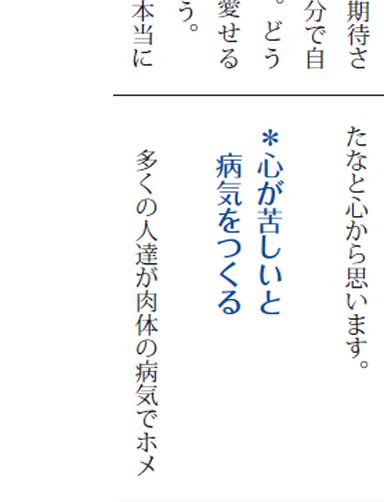 期待さ
分で自
。どう
愛せる
う。
本当に
たなと心から思います。
＊心が苦しいと
病気をつくる
多くの人達が肉体の病気でホメ